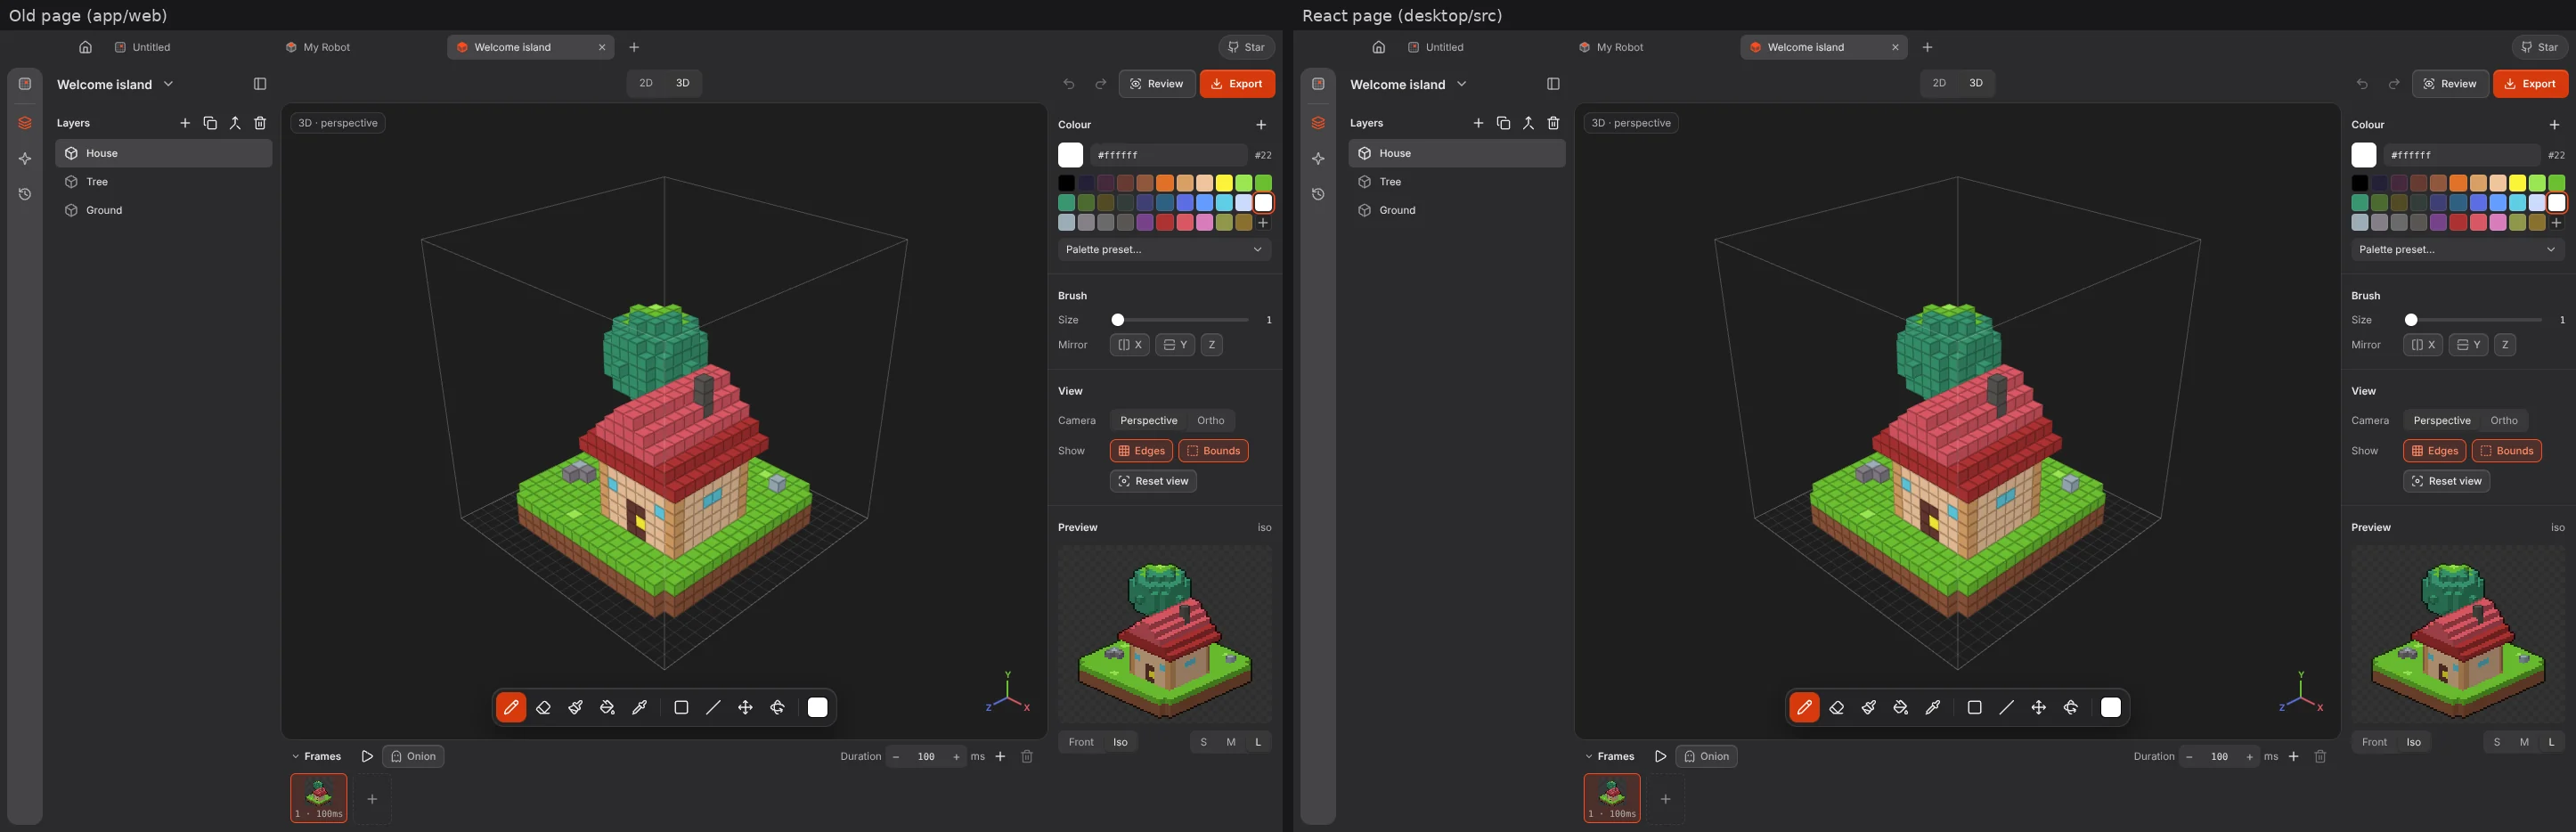 Old page (app/web)
Untitled
My Robot
Welcome island
Star
Welcome island
2D 3D
Review
Export
Layers
House
Tree
Ground
3D · perspective
Y
Z
X
Colour
#ffffff
#22
Palette preset...
Brush
Size
1
Mirror
X
Y
Z
View
Camera
Perspective Ortho
Show
Edges
Bounds
Reset view
Preview
iso
Front Iso
S M L
Frames
Onion
Duration
100
ms
1 · 100ms
React page (desktop/src)
Untitled
My Robot
Welcome island
Star
Welcome island
2D 3D
Review
Export
Layers
House
Tree
Ground
3D · perspective
Y
Z
X
Colour
#ffffff
#22
Palette preset...
Brush
Size
1
Mirror
X
Y
Z
View
Camera
Perspective Ortho
Show
Edges
Bounds
Reset view
Preview
iso
Front Iso
S M L
Frames
Onion
Duration
100
ms
1 · 100ms